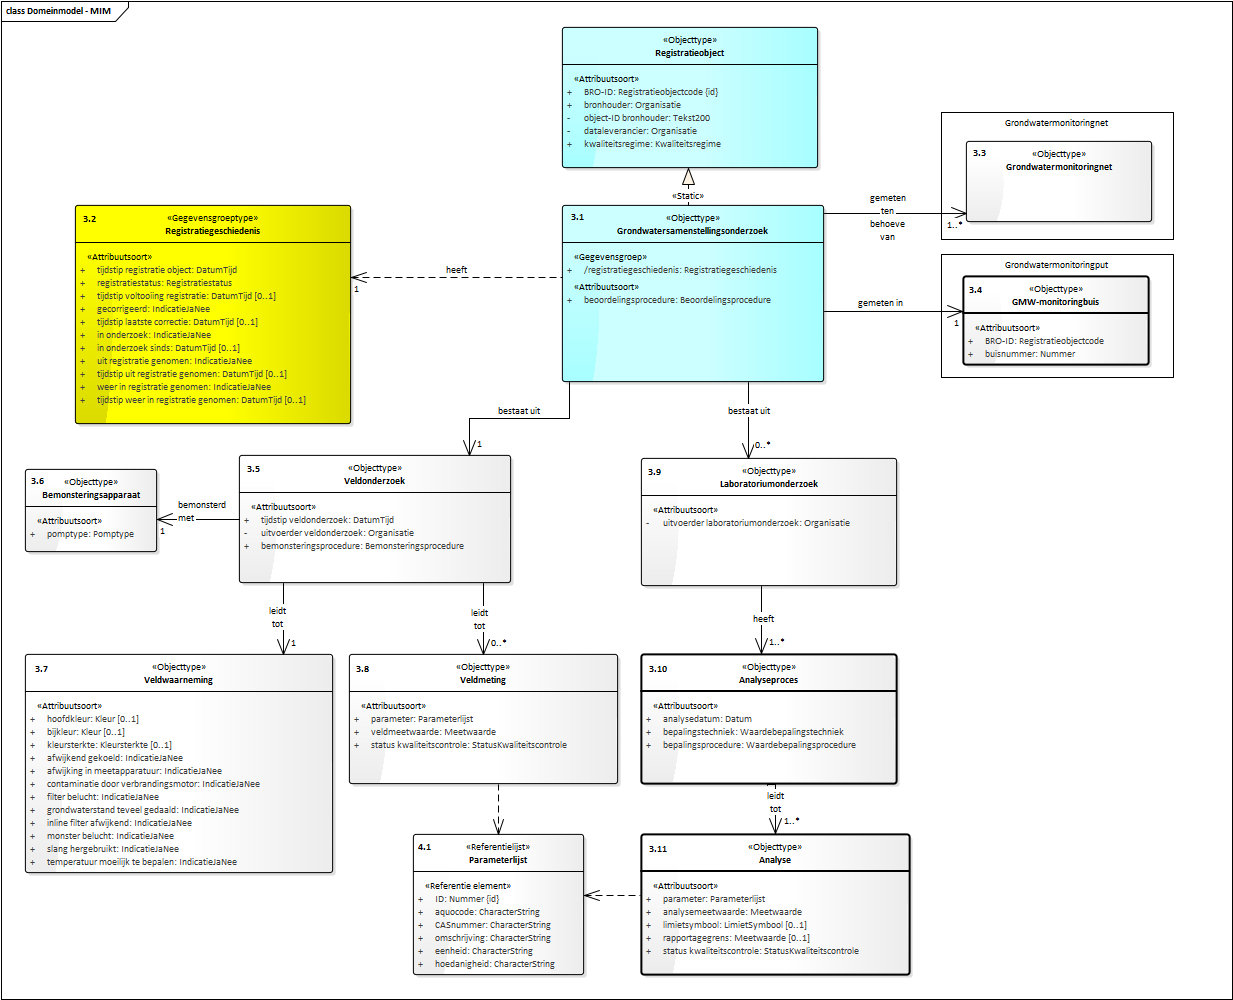 class Domeinmodel - MIM
«Objecttype»
Registratieobject
«Attribuutsoort»
+ BRO-ID: Registratieobjectcode {id}
+ bronhouder: Organisatie
- object-ID bronhouder: Tekst200
- dataleverancier: Organisatie
+ kwaliteitsregime: Kwaliteitsregime
«Static»
3.2 «Gegevensgroeptype»
Registratiegeschiedenis
«Attribuutsoort»
+ tijdstip registratie object: DatumTijd
+ registratiestatus: Registratiestatus
+ tijdstip voltooiing registratie: DatumTijd [0..1]
+ gecorrigeerd: IndicatieJaNee
+ tijdstip laatste correctie: DatumTijd [0..1]
+ in onderzoek: IndicatieJaNee
+ in onderzoek sinds: DatumTijd [0..1]
+ uit registratie genomen: IndicatieJaNee
+ tijdstip uit registratie genomen: DatumTijd [0..1]
+ weer in registratie genomen: IndicatieJaNee
+ tijdstip weer in registratie genomen: DatumTijd [0..1]
heeft
1
3.1 «Objecttype»
Grondwatersamenstellingsonderzoek
«Gegevensgroep»
+ /registratiegeschiedenis: Registratiegeschiedenis
«Attribuutsoort»
+ beoordelingsprocedure: Beoordelingsprocedure
gemeten
ten
behoeve
van
1..*
Grondwatermonitoringnet
3.3 «Objecttype»
Grondwatermonitoringnet
gemeten in
1
Grondwatermonitoringput
3.4 «Objecttype»
GMW-monitoringbuis
«Attribuutsoort»
+ BRO-ID: Registratieobjectcode
+ buisnummer: Nummer
bestaat uit
1
bestaat uit
0..*
3.6 «Objecttype»
Bemonsteringsapparaat
«Attribuutsoort»
+ pomptype: Pomptype
bemonsterd
met
1
3.5 «Objecttype»
Veldonderzoek
«Attribuutsoort»
+ tijdstip veldonderzoek: DatumTijd
- uitvoerder veldonderzoek: Organisatie
+ bemonsteringsprocedure: Bemonsteringsprocedure
3.9 «Objecttype»
Laboratoriumonderzoek
«Attribuutsoort»
- uitvoerder laboratoriumonderzoek: Organisatie
leidt
tot
1
leidt
tot
0..*
heeft
1..*
3.7 «Objecttype»
Veldwaarneming
«Attribuutsoort»
+ hoofdkleur: Kleur [0..1]
+ bijkleur: Kleur [0..1]
+ kleursterkte: Kleursterkte [0..1]
+ afwijkend gekoeld: IndicatieJaNee
+ afwijking in meetapparatuur: IndicatieJaNee
+ contaminatie door verbrandingsmotor: IndicatieJaNee
+ filter belucht: IndicatieJaNee
+ grondwaterstand teveel gedaald: IndicatieJaNee
+ inline filter afwijkend: IndicatieJaNee
+ monster belucht: IndicatieJaNee
+ slang hergebruikt: IndicatieJaNee
+ temperatuur moeilijk te bepalen: IndicatieJaNee
3.8 «Objecttype»
Veldmeting
«Attribuutsoort»
+ parameter: Parameterlijst
+ veldmeetwaarde: Meetwaarde
+ status kwaliteitscontrole: StatusKwaliteitscontrole
3.10 «Objecttype»
Analyseproces
«Attribuutsoort»
+ analysedatum: Datum
+ bepalingstechniek: Waardebepalingstechniek
+ bepalingsprocedure: Waardebepalingsprocedure
leidt
tot
1..*
4.1 «Referentielijst»
Parameterlijst
«Referentie element»
+ ID: Nummer {id}
+ aquocode: CharacterString
+ CASnummer: CharacterString
+ omschrijving: CharacterString
+ eenheid: CharacterString
+ hoedanigheid: CharacterString
3.11 «Objecttype»
Analyse
«Attribuutsoort»
+ parameter: Parameterlijst
+ analysemeetwaarde: Meetwaarde
+ limietsymbool: LimietSymbool [0..1]
+ rapportagegrens: Meetwaarde [0..1]
+ status kwaliteitscontrole: StatusKwaliteitscontrole